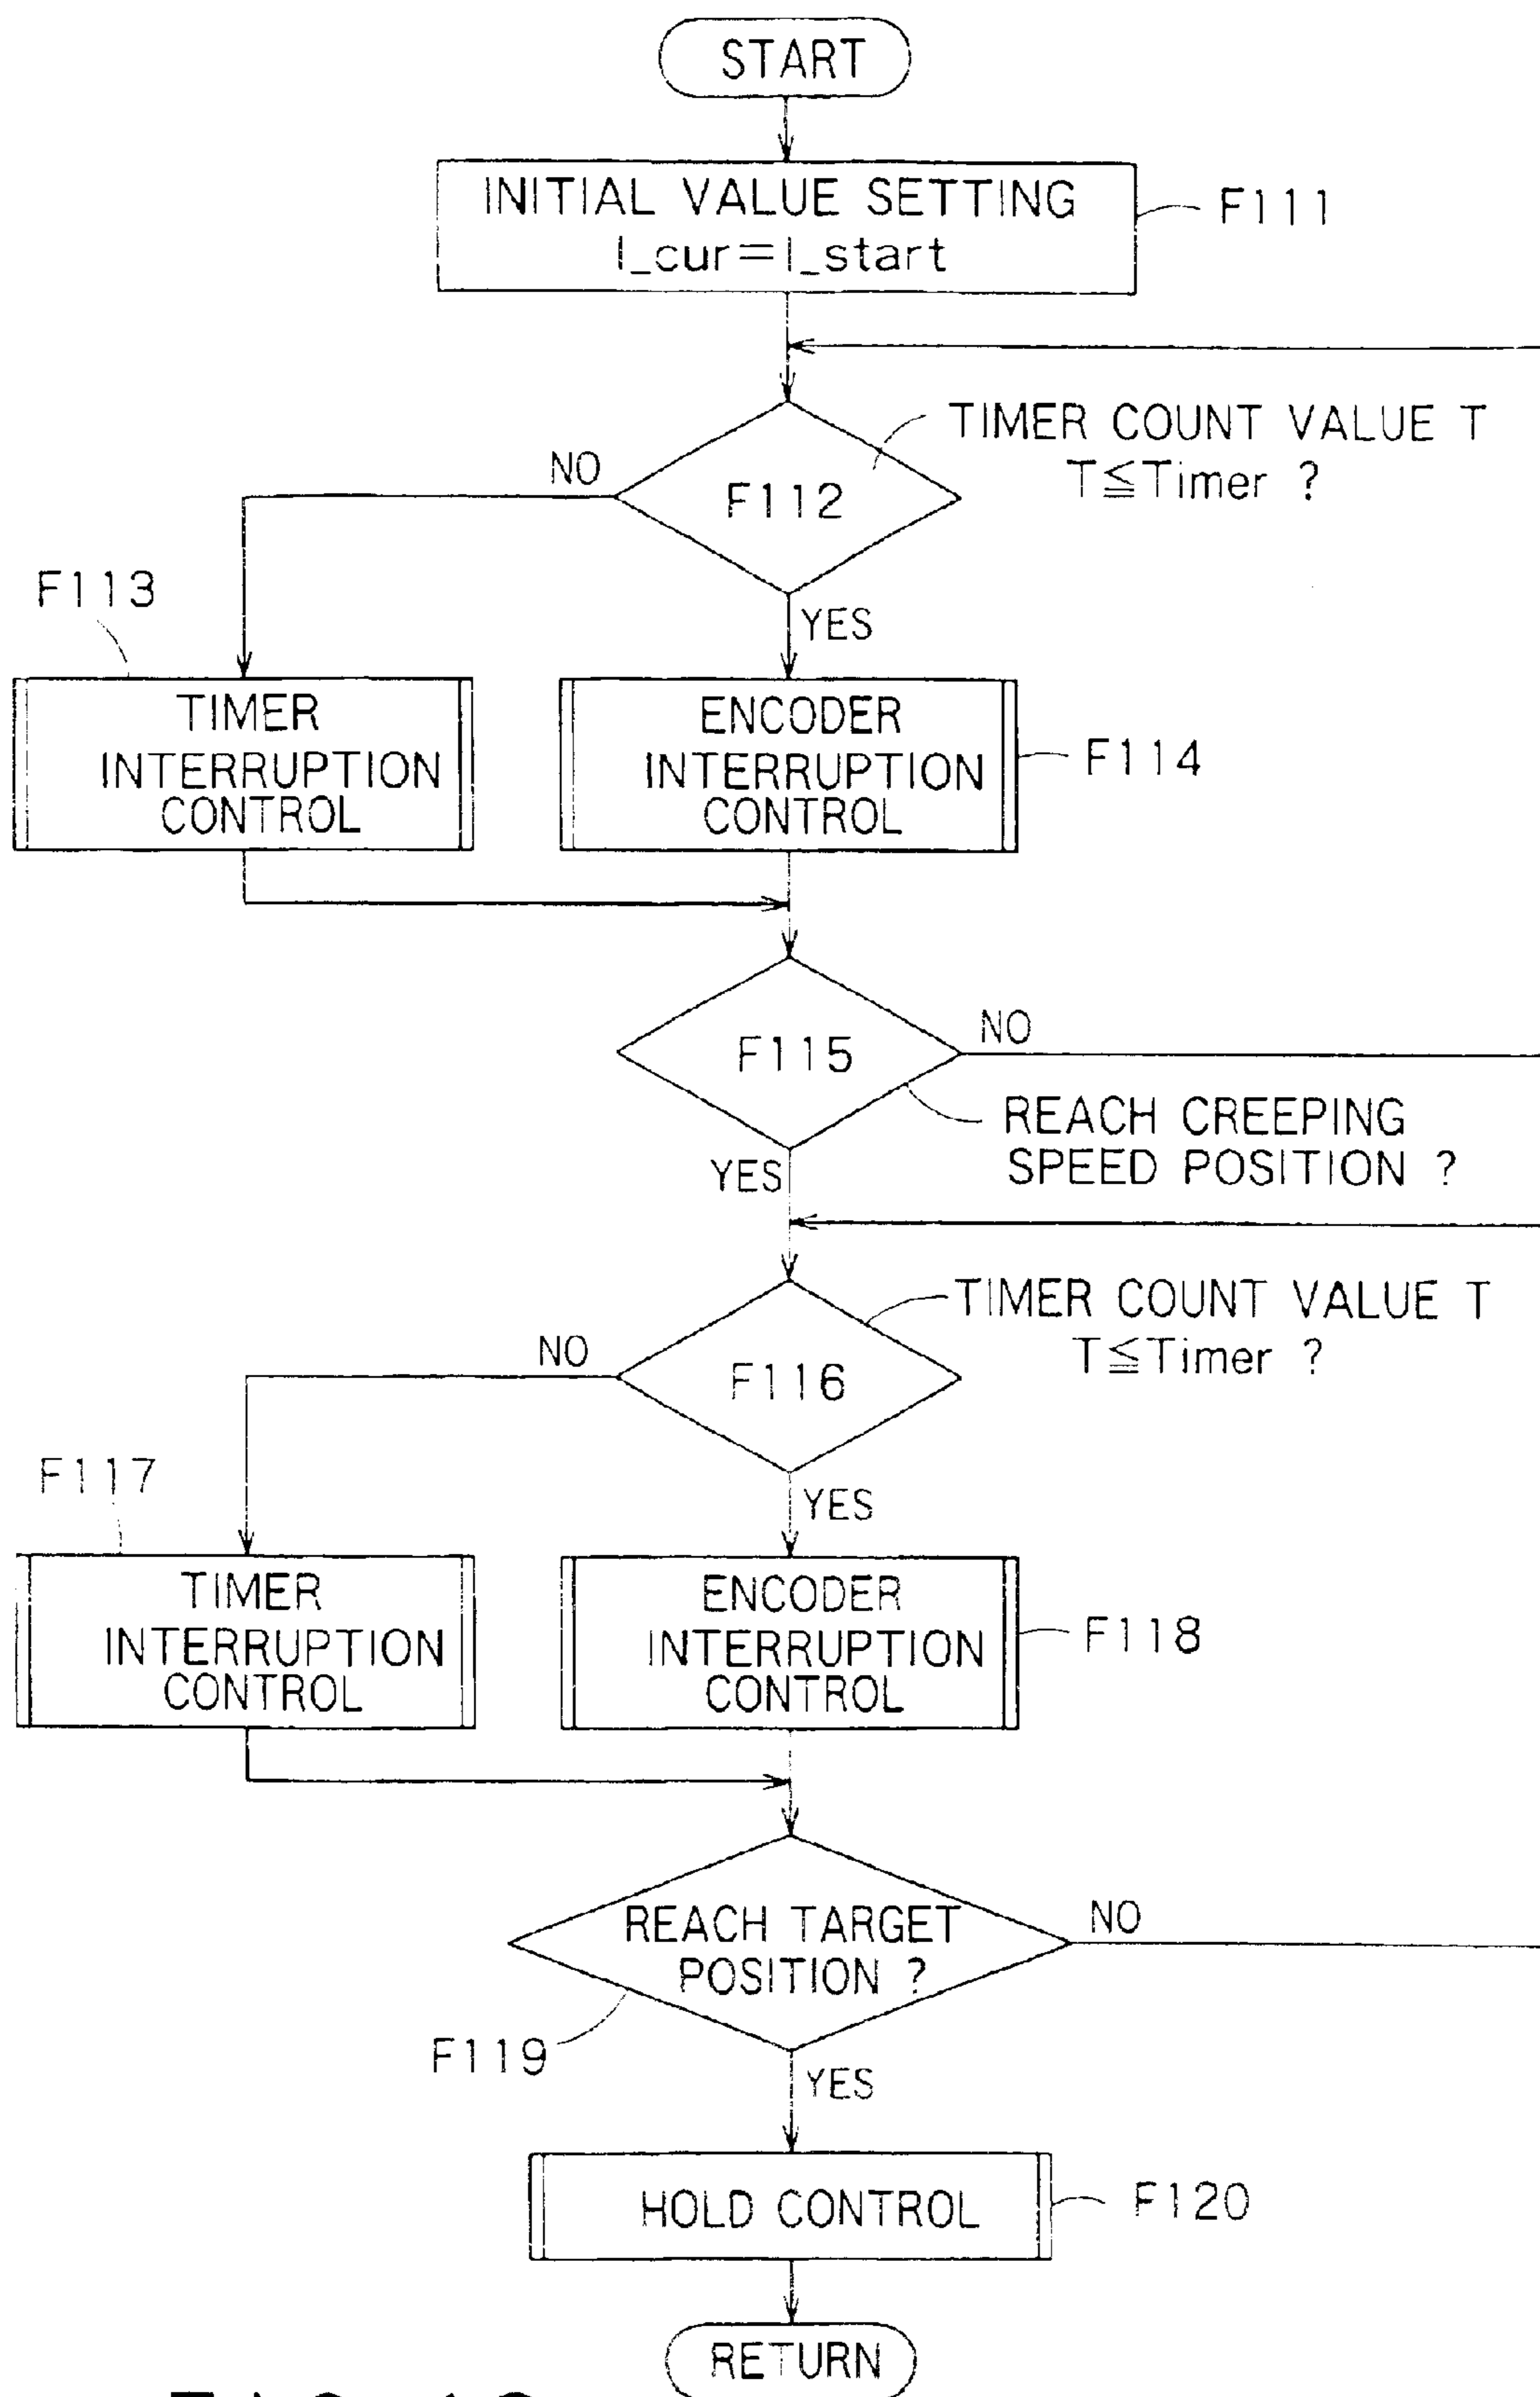 START
INITIAL VALUE SETTING
I_cur=I_start
F111
TIMER COUNT VALUE T
T≦Timer ?
NO
F112
YES
F113
TIMER
INTERRUPTION
CONTROL
ENCODER
INTERRUPTION
CONTROL
F114
F115
NO
REACH CREEPING
SPEED POSITION ?
YES
TIMER COUNT VALUE T
T≦Timer ?
NO
F116
YES
F117
TIMER
INTERRUPTION
CONTROL
ENCODER
INTERRUPTION
CONTROL
F118
REACH TARGET
POSITION ?
NO
F119
YES
HOLD CONTROL
F120
RETURN